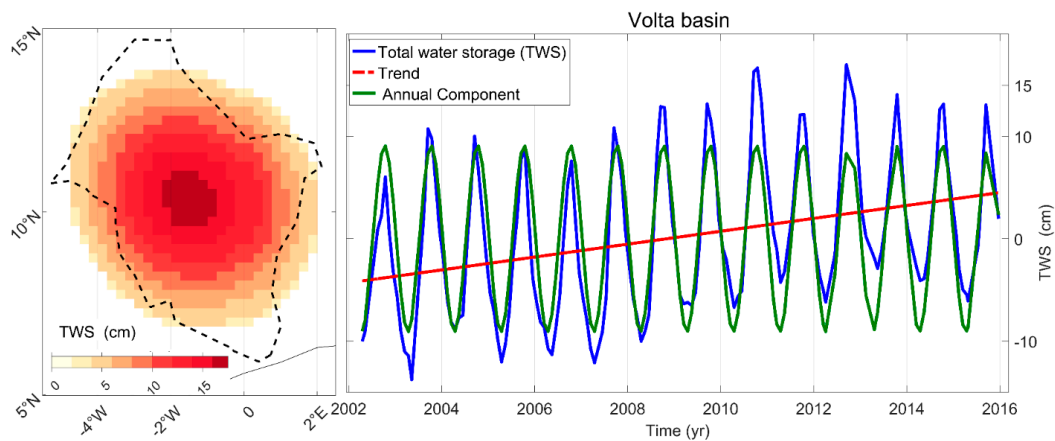 Volta basin
15°N
10°N
5°N
TWS (cm)
0 5 10 15
-4°W -2°W 0 2°E
Total water storage (TWS)
Trend
Annual Component
15
10
0
-10
TWS (cm)
2002 2004 2006 2008 2010 2012 2014 2016
Time (yr)